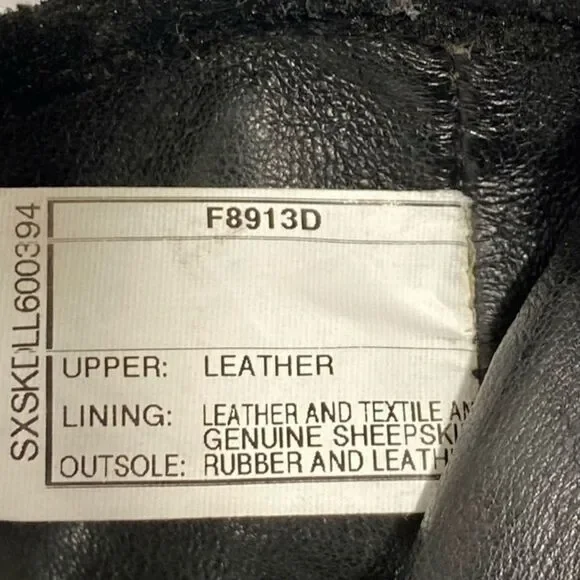 F8913D
SXSKDLL600394
UPPER: LEATHER
LINING: LEATHER AND TEXTILE
GENUINE
OUTSOLE: RUBBER AND